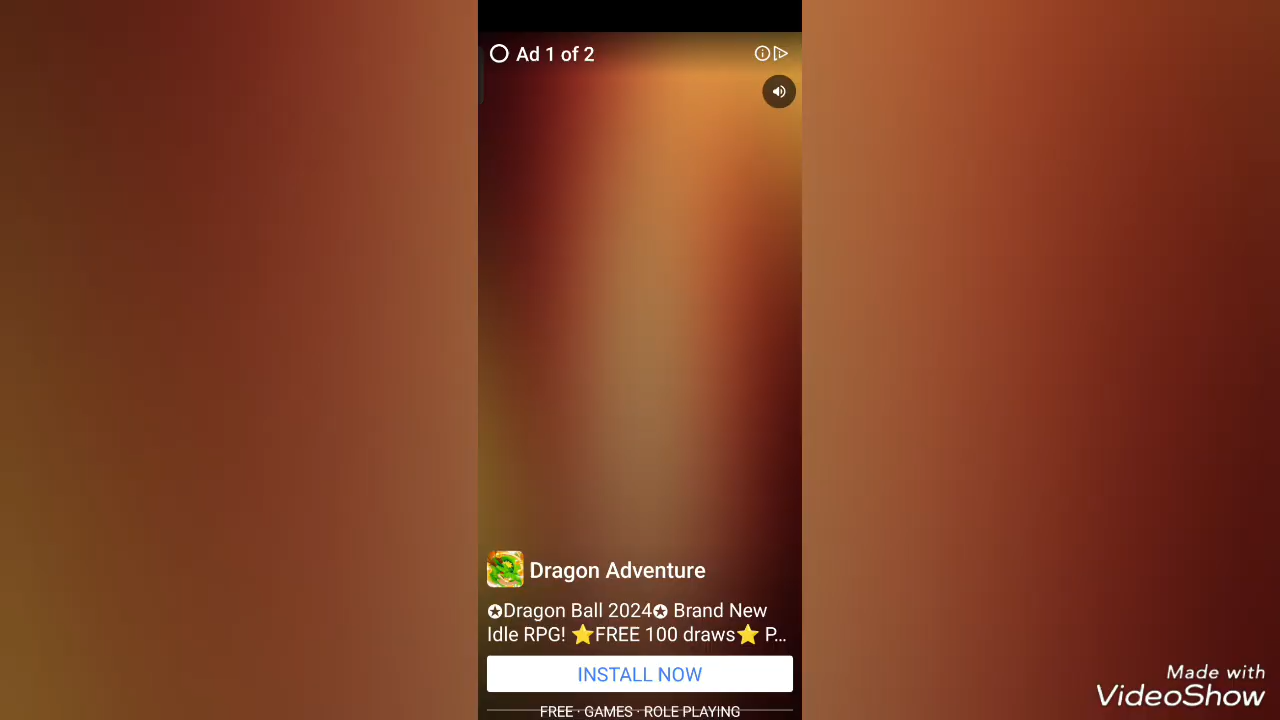 Ad 1 of 2
Dragon Adventure
✪Dragon Ball 2024✪ Brand New
Idle RPG! ⭐FREE 100 draws⭐ P...
INSTALL NOW
FREE · GAMES · ROLE PLAYING
Made with
VideoShow